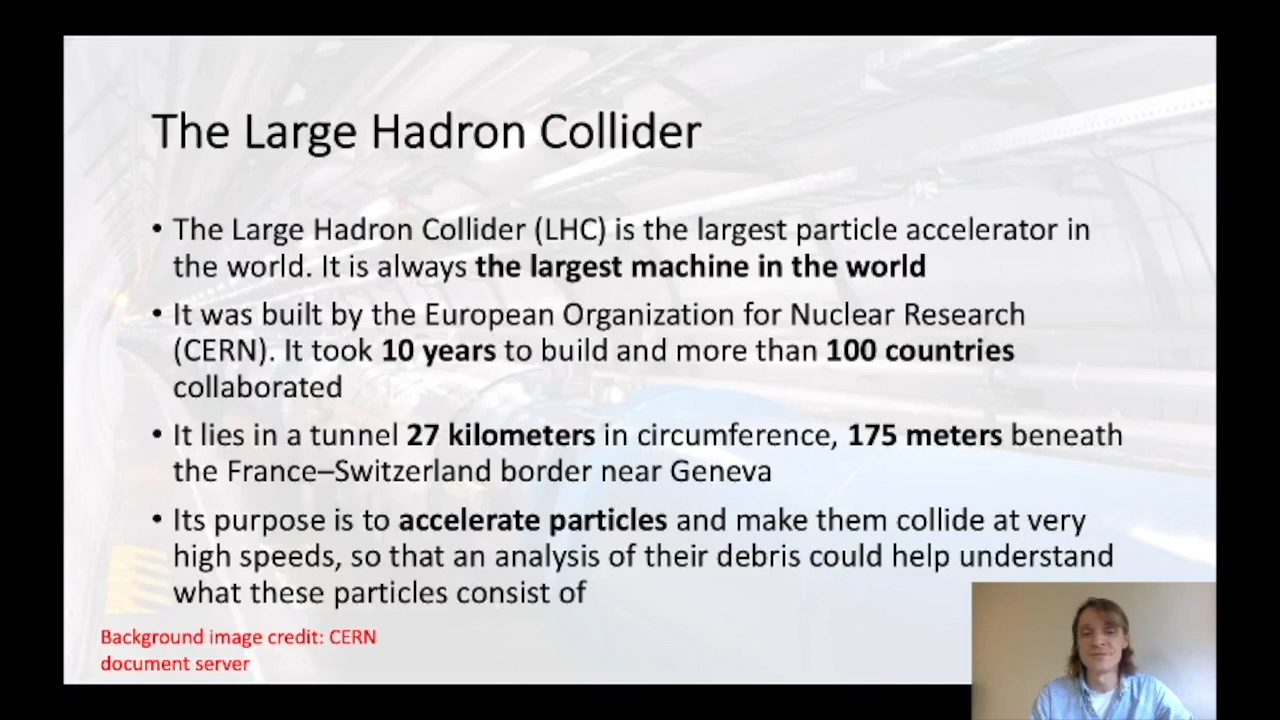 The Large Hadron Collider
• The Large Hadron Collider (LHC) is the largest particle accelerator in
the world. It is always the largest machine in the world
• It was built by the European Organization for Nuclear Research
(CERN). It took 10 years to build and more than 100 countries
collaborated
• It lies in a tunnel 27 kilometers in circumference, 175 meters beneath
the France–Switzerland border near Geneva
• Its purpose is to accelerate particles and make them collide at very
high speeds, so that an analysis of their debris could help understand
what these particles consist of
Background image credit: CERN
document server